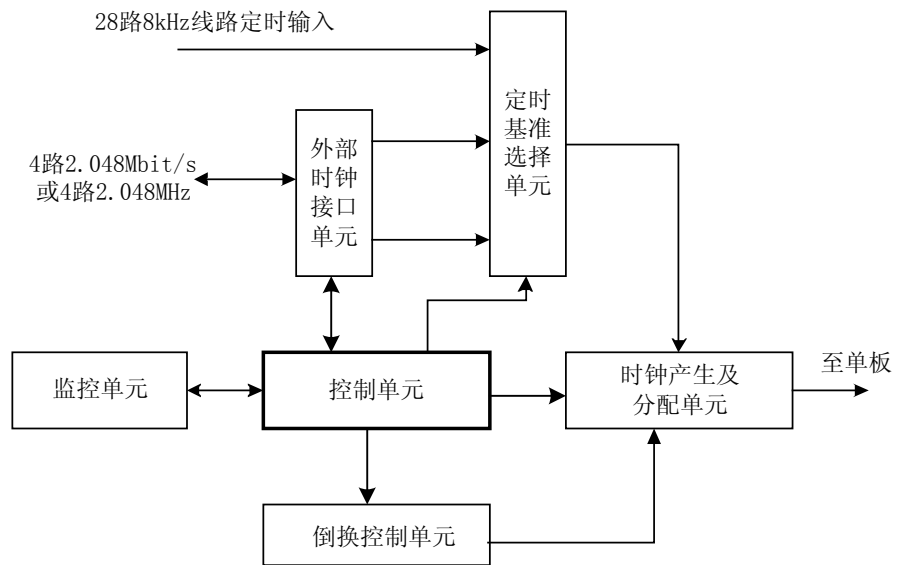 28路8kHz线路定时输入
定时
基准
选择
单元
外部
时钟
接口
单元
4路2.048Mbit/s
或4路2.048MHz
监控单元
控制单元
时钟产生及
分配单元
至单板
倒换控制单元